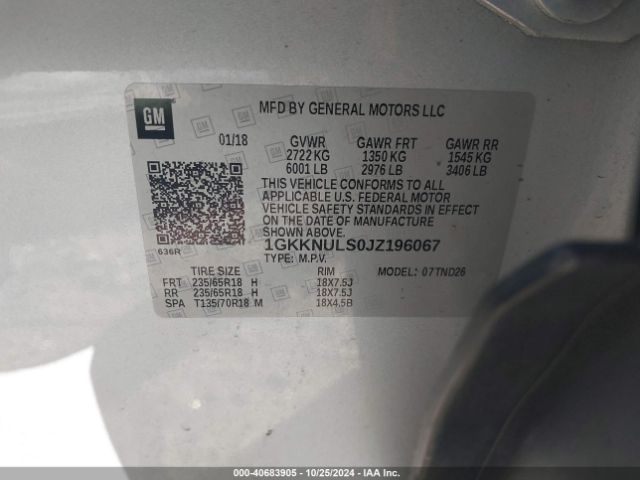 GM
MFD BY GENERAL MOTORS LLC
01/18 GVWR GAWR FRT GAWR RR
2722 KG 1350 KG 1545 KG
6001 LB 2976 LB 3406 LB
THIS VEHICLE CONFORMS TO ALL
APPLICABLE U.S. FEDERAL MOTOR
VEHICLE SAFETY STANDARDS IN EFFECT
ON THE DATE OF MANUFACTURE
SHOWN ABOVE.
636R 1GKKNULS0JZ196067
TYPE: M.P.V.
TIRE SIZE RIM MODEL: 07TND26
FRT 235/65R18 H 18X7.5J
RR 235/65R18 H 18X7.5J
SPA T135/70R18 M 18X4.5B
000-40683905 - 10/25/2024 - IAA Inc.